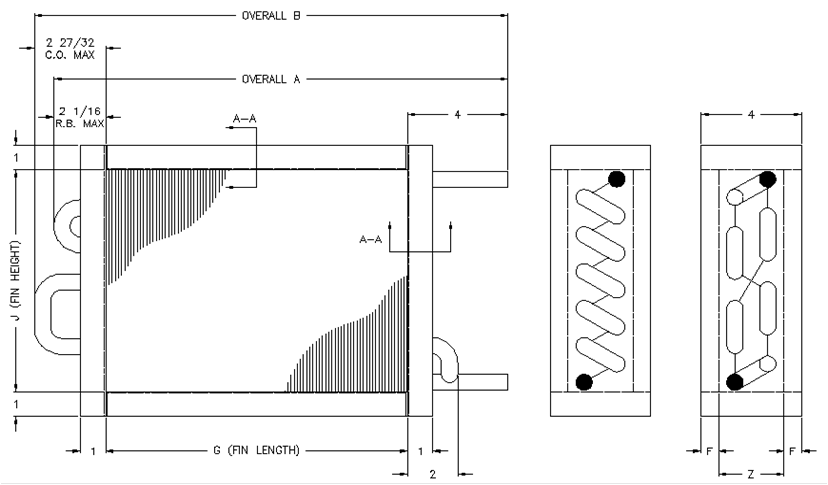 OVERALL B
2 27/32
C.O. MAX
OVERALL A
2 1/16
R.B. MAX
A-A
4
4
1
A-A
J (FIN HEIGHT)
1
1
G (FIN LENGTH)
1
F
F
2
Z